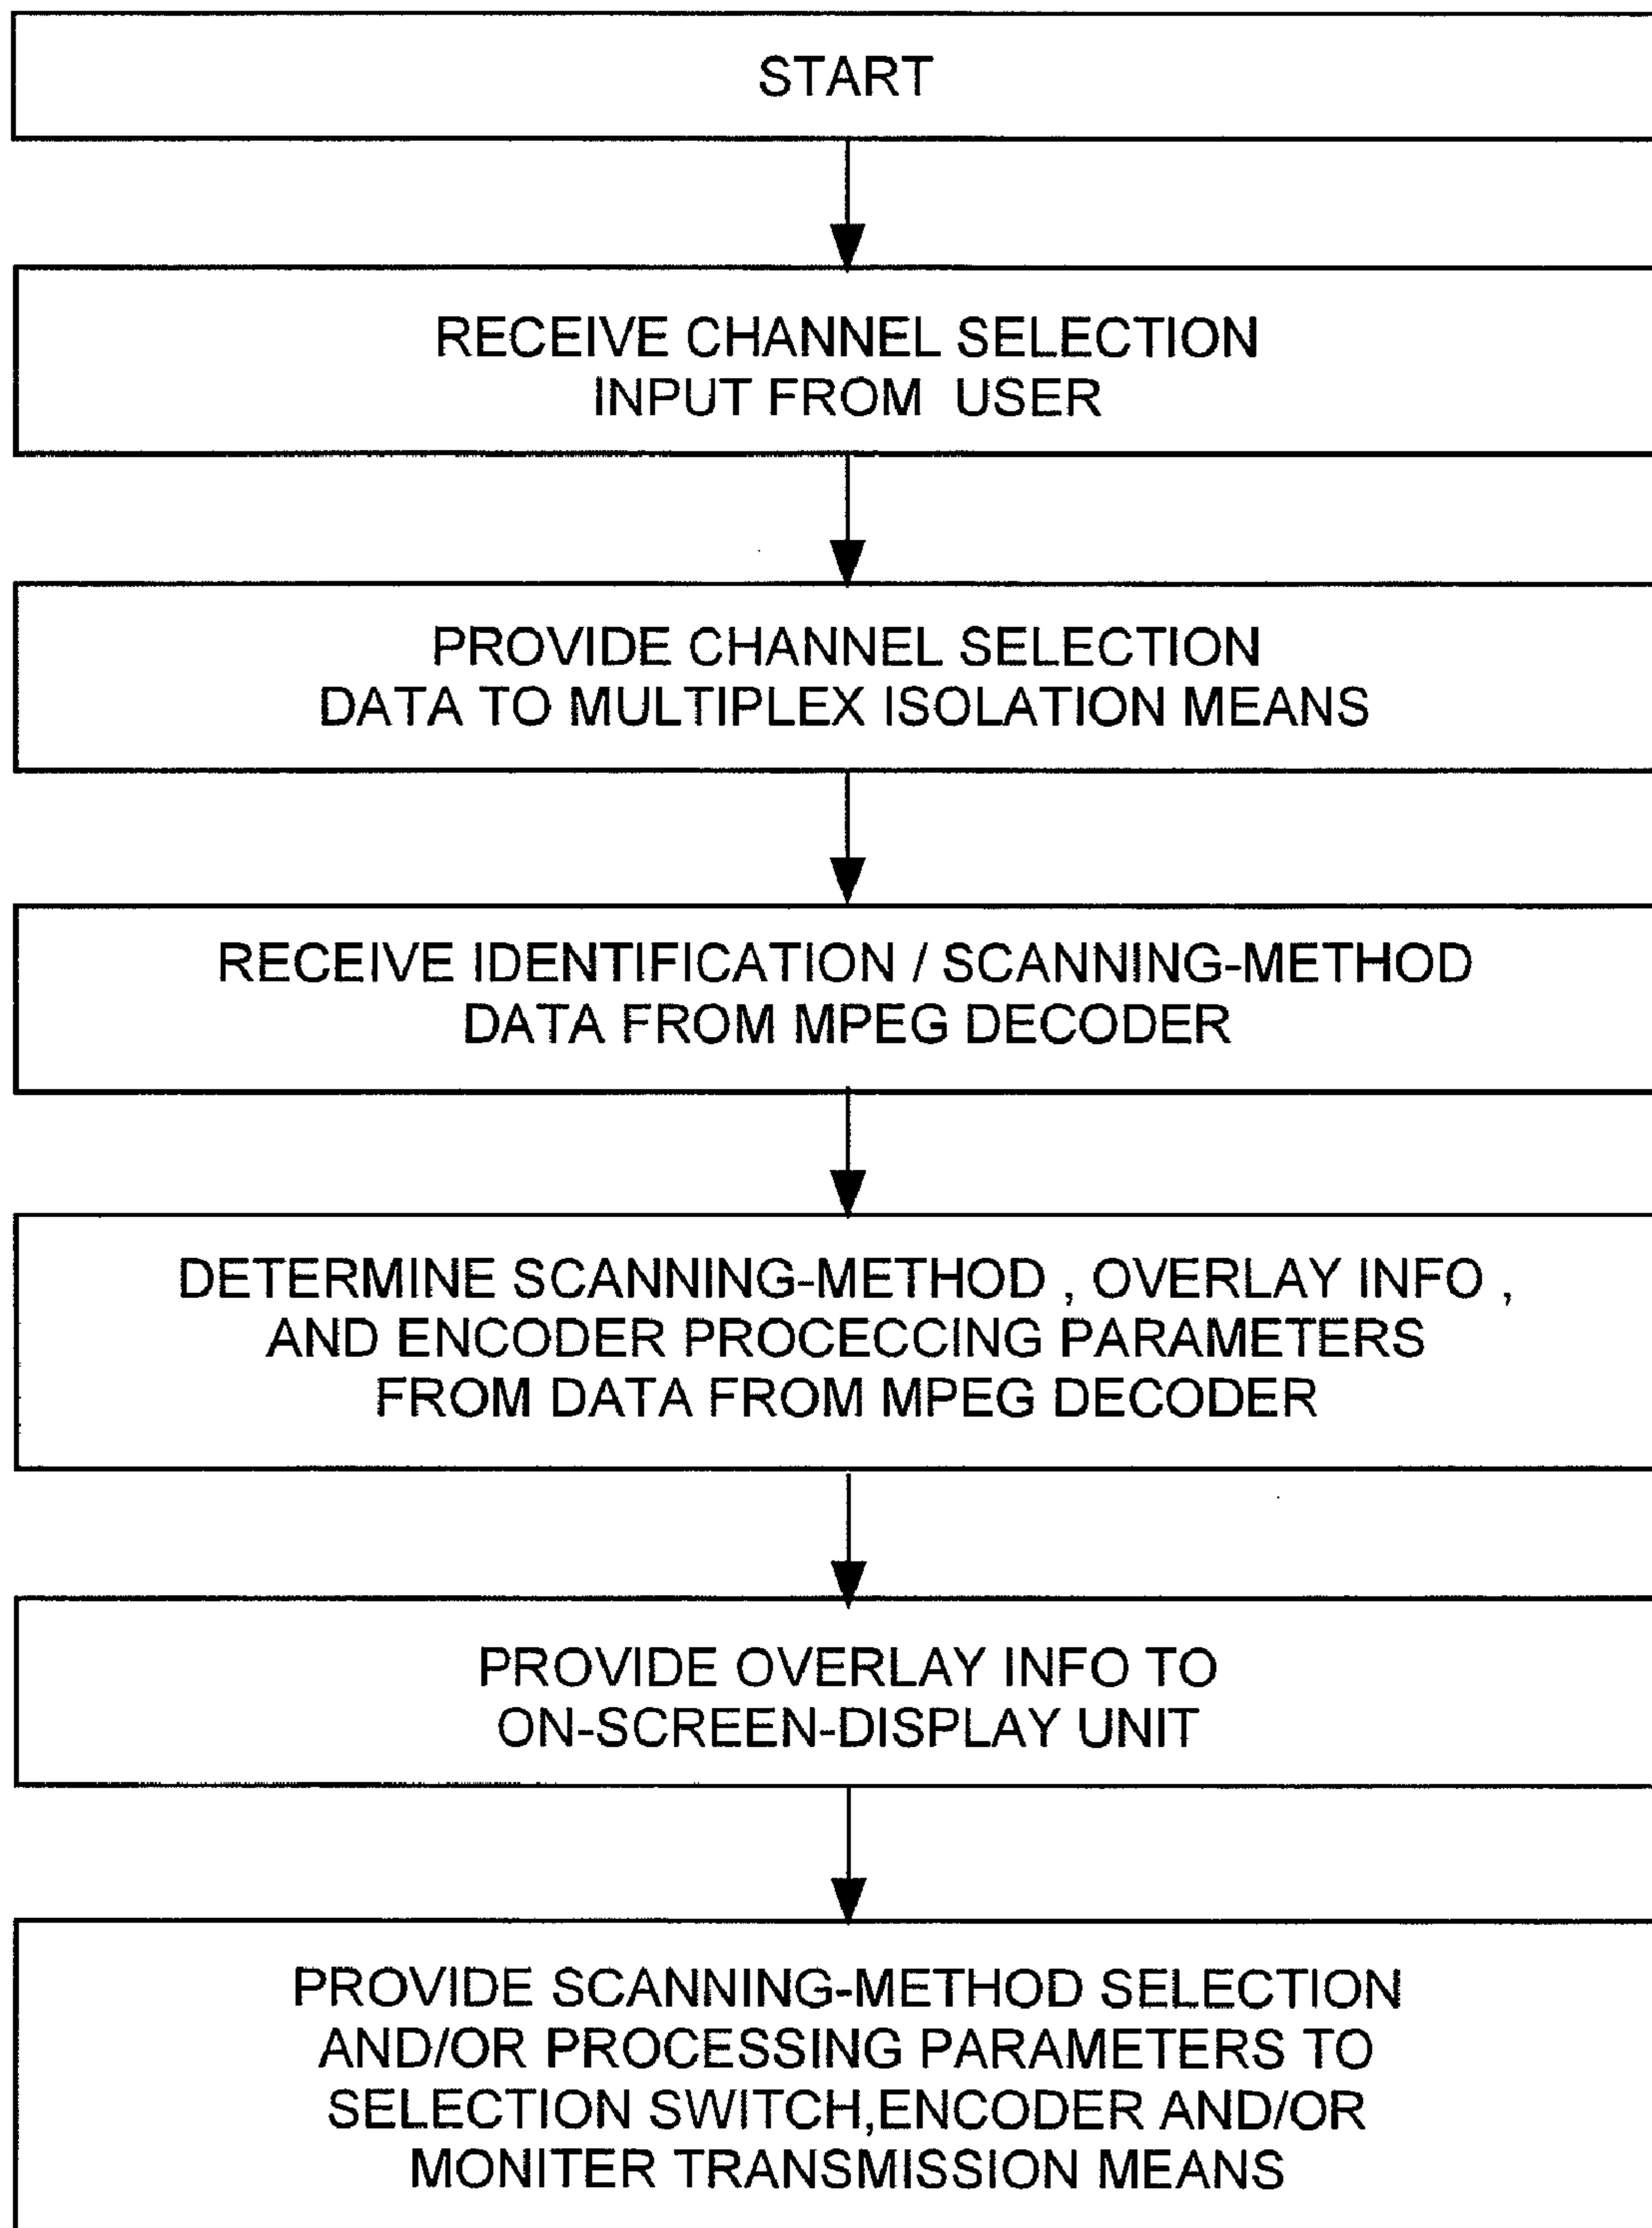 START
RECEIVE CHANNEL SELECTION
INPUT FROM USER
PROVIDE CHANNEL SELECTION
DATA TO MULTIPLEX ISOLATION MEANS
RECEIVE IDENTIFICATION / SCANNING-METHOD
DATA FROM MPEG DECODER
DETERMINE SCANNING-METHOD , OVERLAY INFO ,
AND ENCODER PROCECCING PARAMETERS
FROM DATA FROM MPEG DECODER
PROVIDE OVERLAY INFO TO
ON-SCREEN-DISPLAY UNIT
PROVIDE SCANNING-METHOD SELECTION
AND/OR PROCESSING PARAMETERS TO
SELECTION SWITCH,ENCODER AND/OR
MONITER TRANSMISSION MEANS